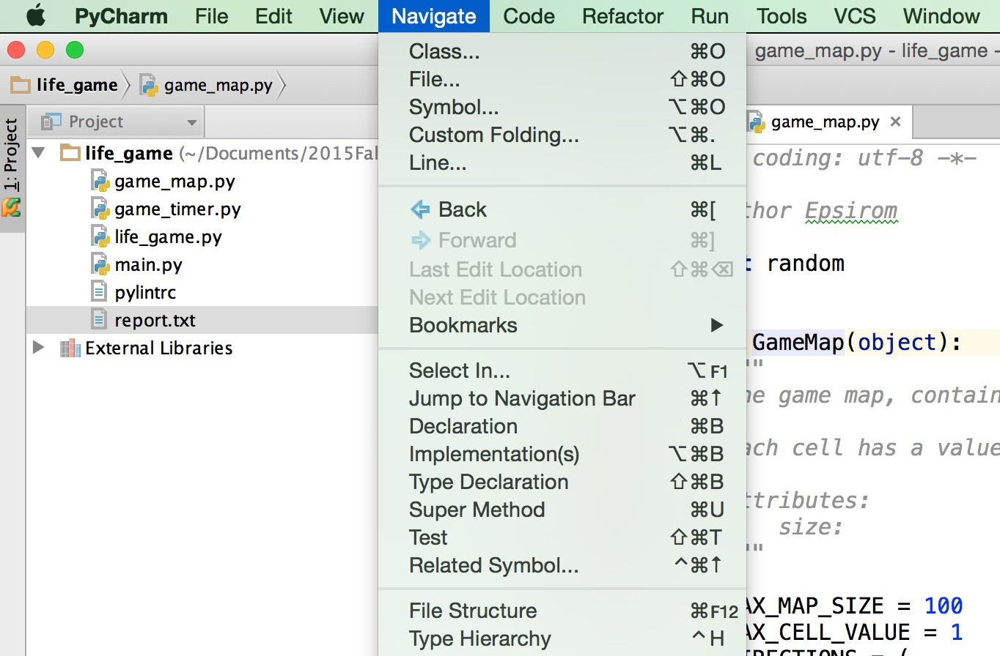 PyCharm File Edit View Navigate Code Refactor Run Tools VCS Window
game_map.py - life_game -
life_game game_map.py
1: Project
Project
life_game (~/Documents/2015Fal
game_map.py
game_timer.py
life_game.py
main.py
pylintrc
report.txt
External Libraries
Class... ⌘O
File... ⇧⌘O
Symbol... ⌥⌘O
Custom Folding... ⌥⌘.
Line... ⌘L
Back ⌘[
Forward ⌘]
Last Edit Location ⇧⌘⌫
Next Edit Location
Bookmarks ▶
Select In... ⌥F1
Jump to Navigation Bar ⌘↑
Declaration ⌘B
Implementation(s) ⌥⌘B
Type Declaration ⇧⌘B
Super Method ⌘U
Test ⇧⌘T
Related Symbol... ^⌘↑
File Structure ⌘F12
Type Hierarchy ^H
game_map.py ×
coding: utf-8 -*-
thor Epsirom
t random
GameMap(object):
""
he game map, contain
ach cell has a value
ttributes:
size:
""
AX_MAP_SIZE = 100
AX_CELL_VALUE = 1
IRECTIONS = (